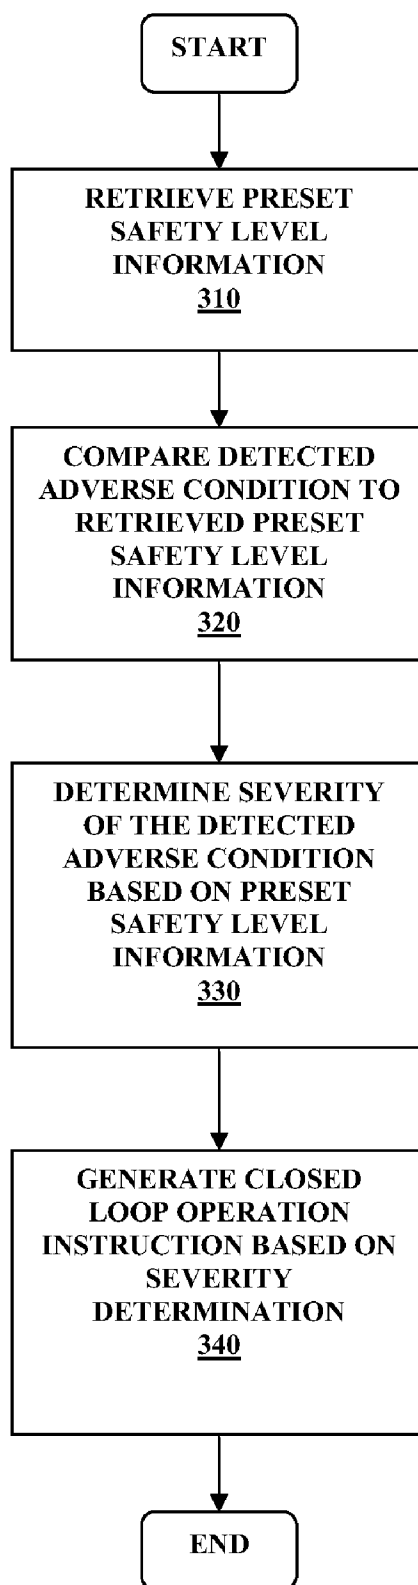 START
RETRIEVE PRESET
SAFETY LEVEL
INFORMATION
310
COMPARE DETECTED
ADVERSE CONDITION TO
RETRIEVED PRESET
SAFETY LEVEL
INFORMATION
320
DETERMINE SEVERITY
OF THE DETECTED
ADVERSE CONDITION
BASED ON PRESET
SAFETY LEVEL
INFORMATION
330
GENERATE CLOSED
LOOP OPERATION
INSTRUCTION BASED ON
SEVERITY
DETERMINATION
340
END